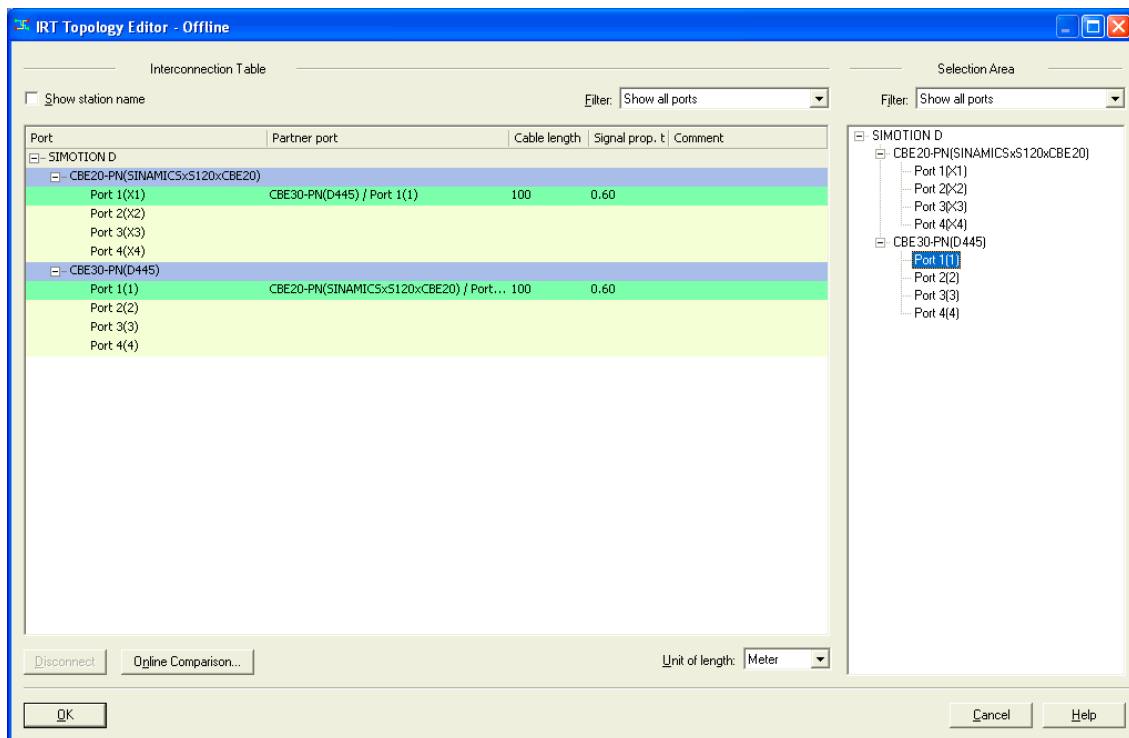 IRT Topology Editor - Offline
Interconnection Table
Selection Area
Show station name
Filter: Show all ports
Filter: Show all ports
Port Partner port Cable length Signal prop. t Comment
SIMOTION D
CBE20-PN(SINAMICSxS120xCBE20)
Port 1(X1) CBE30-PN(D445) / Port 1(1) 100 0.60
Port 2(X2)
Port 3(X3)
Port 4(X4)
CBE30-PN(D445)
Port 1(1) CBE20-PN(SINAMICSxS120xCBE20) / Port... 100 0.60
Port 2(2)
Port 3(3)
Port 4(4)
SIMOTION D
CBE20-PN(SINAMICSxS120xCBE20)
Port 1(X1)
Port 2(X2)
Port 3(X3)
Port 4(X4)
CBE30-PN(D445)
Port 1(1)
Port 2(2)
Port 3(3)
Port 4(4)
Disconnect Online Comparison... Unit of length: Meter
OK Cancel Help